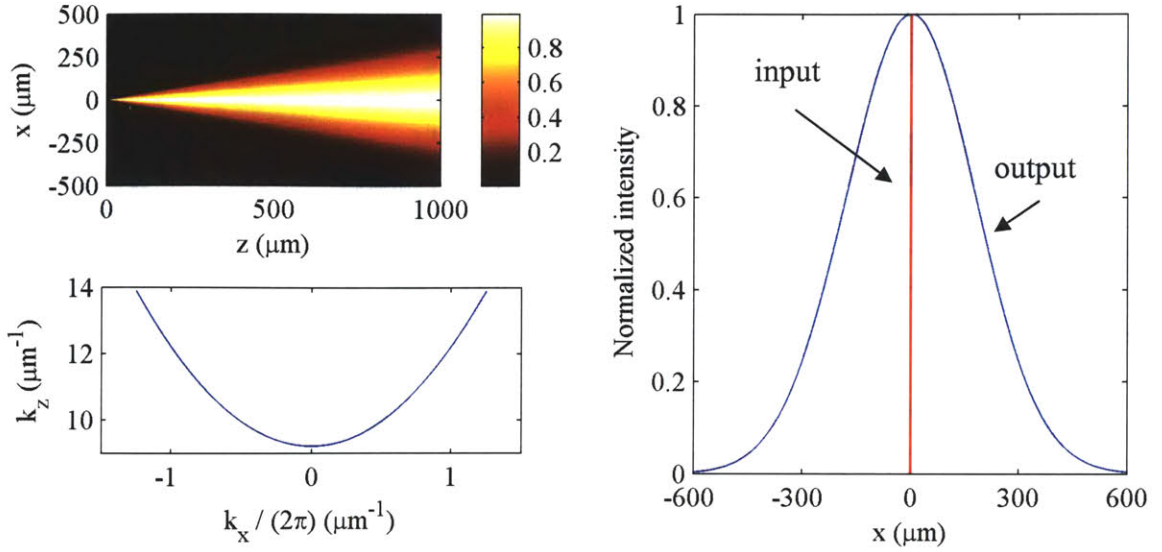 500
250
0
-250
-500
x (μm)
0 500 1000
z (μm)
0.8
0.6
0.4
0.2
14
12
10
k_z (μm⁻¹)
-1 0 1
k_x / (2π) (μm⁻¹)
1
0.8
0.6
0.4
0.2
0
Normalized intensity
input
output
-600 -300 0 300 600
x (μm)